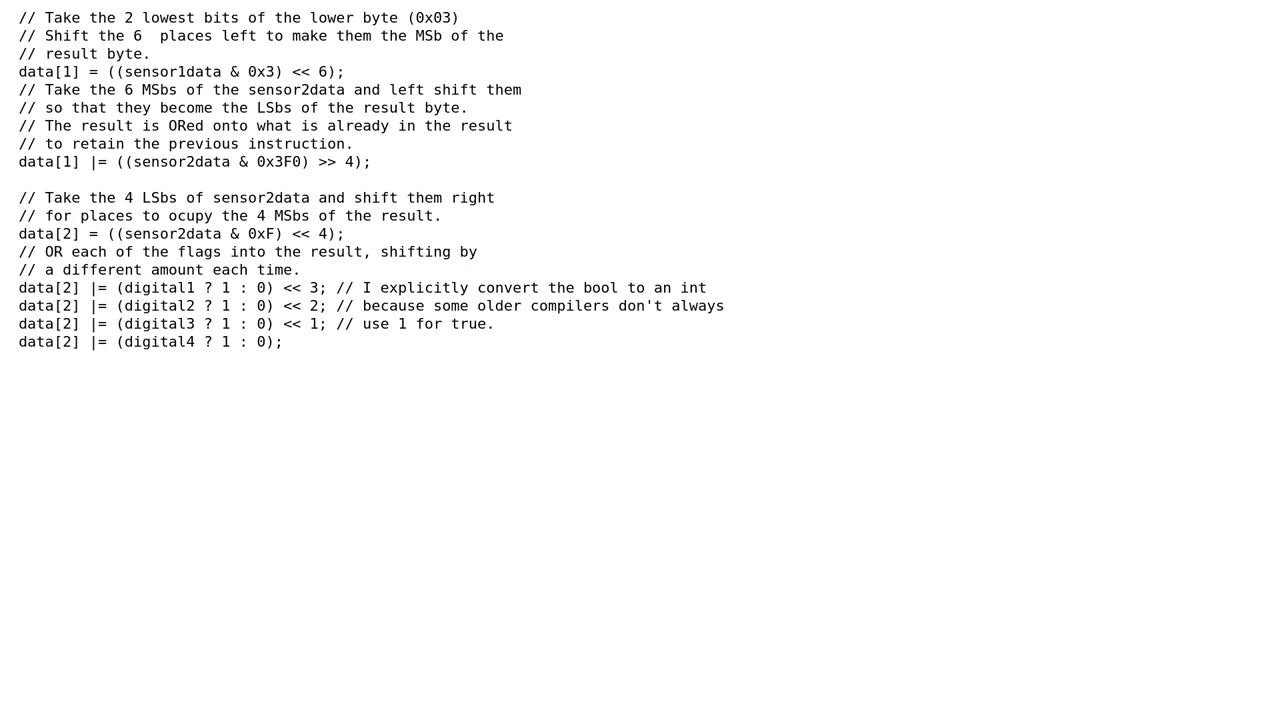 // Take the 2 lowest bits of the lower byte (0x03)
// Shift the 6  places left to make them the MSb of the
// result byte.
data[1] = ((sensor1data & 0x3) << 6);
// Take the 6 MSbs of the sensor2data and left shift them
// so that they become the LSbs of the result byte.
// The result is ORed onto what is already in the result
// to retain the previous instruction.
data[1] |= ((sensor2data & 0x3F0) >> 4);

// Take the 4 LSbs of sensor2data and shift them right
// for places to ocupy the 4 MSbs of the result.
data[2] = ((sensor2data & 0xF) << 4);
// OR each of the flags into the result, shifting by
// a different amount each time.
data[2] |= (digital1 ? 1 : 0) << 3; // I explicitly convert the bool to an int
data[2] |= (digital2 ? 1 : 0) << 2; // because some older compilers don't always
data[2] |= (digital3 ? 1 : 0) << 1; // use 1 for true.
data[2] |= (digital4 ? 1 : 0);